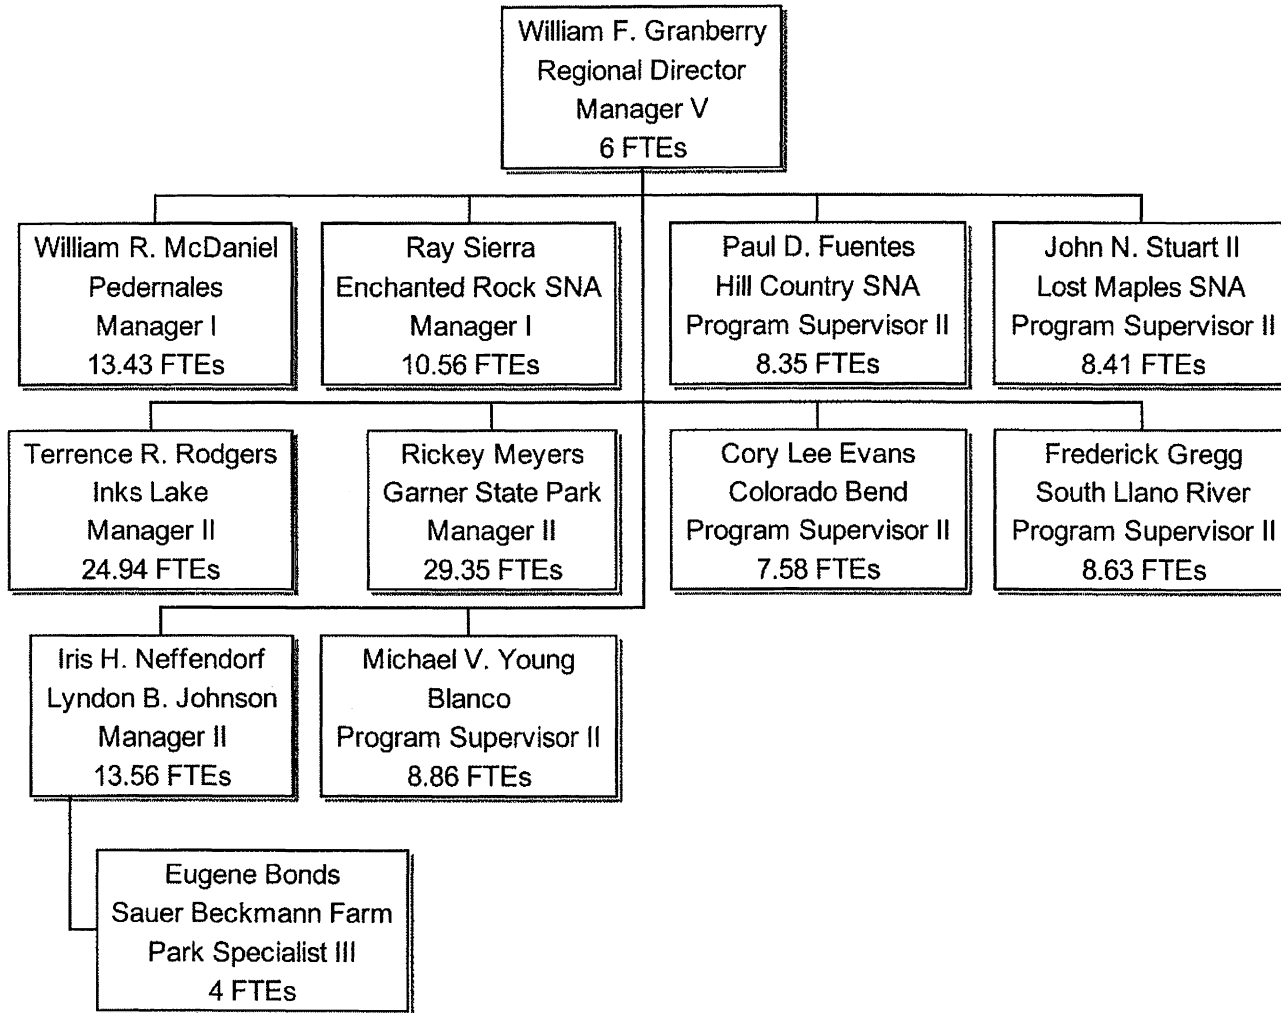 William F. Granberry
Regional Director
Manager V
6 FTEs
William R. McDaniel
Pedernales
Manager I
13.43 FTEs
Ray Sierra
Enchanted Rock SNA
Manager I
10.56 FTEs
Paul D. Fuentes
Hill Country SNA
Program Supervisor II
8.35 FTEs
John N. Stuart II
Lost Maples SNA
Program Supervisor II
8.41 FTEs
Terrence R. Rodgers
Inks Lake
Manager II
24.94 FTEs
Rickey Meyers
Garner State Park
Manager II
29.35 FTEs
Cory Lee Evans
Colorado Bend
Program Supervisor II
7.58 FTEs
Frederick Gregg
South Llano River
Program Supervisor II
8.63 FTEs
Iris H. Neffendorf
Lyndon B. Johnson
Manager II
13.56 FTEs
Michael V. Young
Blanco
Program Supervisor II
8.86 FTEs
Eugene Bonds
Sauer Beckmann Farm
Park Specialist III
4 FTEs